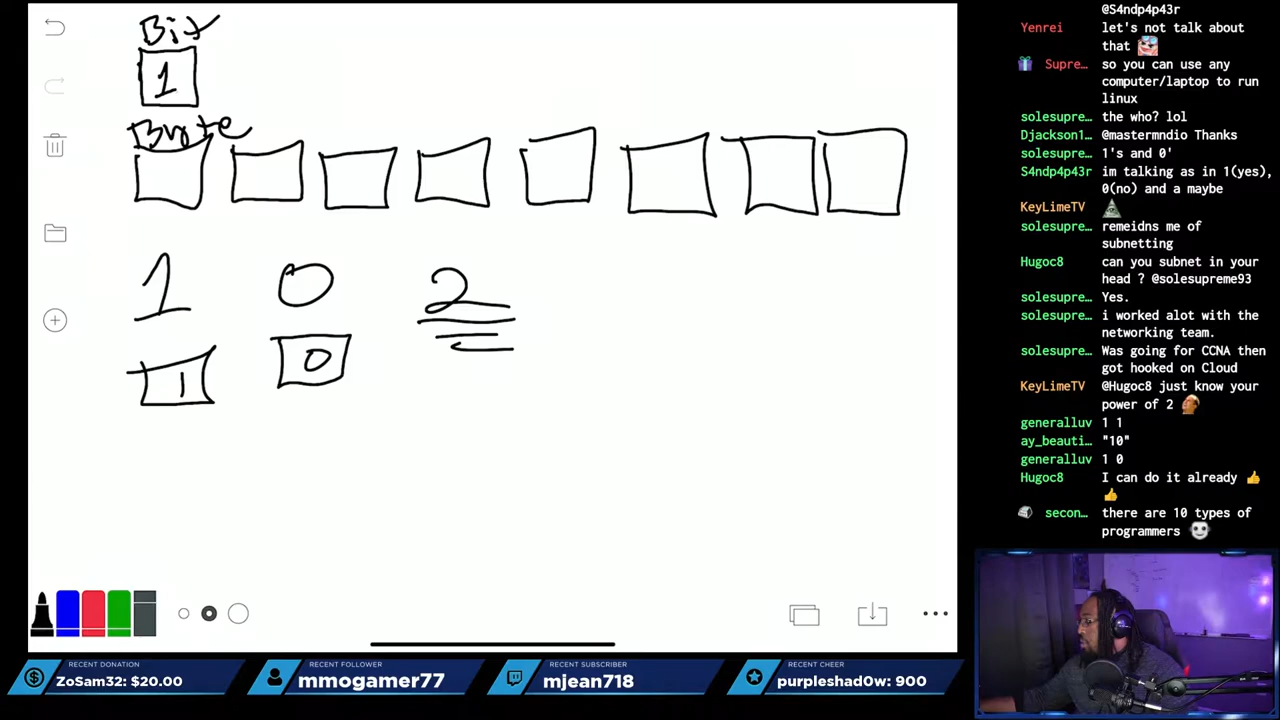 Bit
1
Byte
1 0 2
1 0
@S4ndp4p43r
Yenrei let's not talk about
that
Supre… so you can use any
computer/laptop to run
linux
solesupre… the who? lol
Djackson1… @mastermndio Thanks
solesupre… 1's and 0'
S4ndp4p43r im talking as in 1(yes),
0(no) and a maybe
KeyLimeTV
solesupre… remeidns me of
subnetting
Hugoc8 can you subnet in your
head ? @solesupreme93
solesupre… Yes.
solesupre… i worked alot with the
networking team.
solesupre… Was going for CCNA then
got hooked on Cloud
KeyLimeTV @Hugoc8 just know your
power of 2
generalluv 1 1
ay_beauti… "10"
generalluv 1 0
Hugoc8 I can do it already
secon… there are 10 types of
programmers
RECENT DONATION
ZoSam32: $20.00
RECENT FOLLOWER
mmogamer77
RECENT SUBSCRIBER
mjean718
RECENT CHEER
purpleshad0w: 900